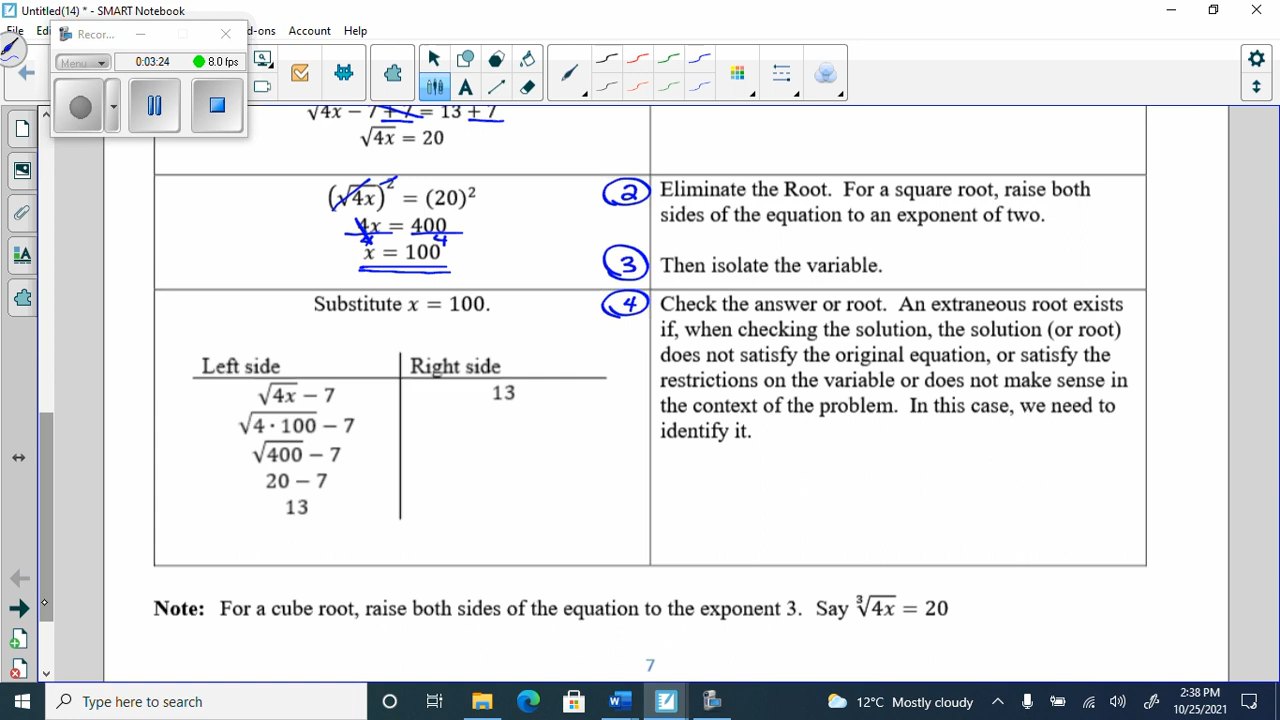 Untitled(14) * - SMART Notebook
File
d-ons Account Help
Recor...
Menu 0:03:24 8.0 fps
√4x − 7 + 7 = 13 + 7
√4x = 20
(√4x)² = (20)²
4x = 400
4 4
x = 100
2 Eliminate the Root. For a square root, raise both
sides of the equation to an exponent of two.
3 Then isolate the variable.
Substitute x = 100.
Left side Right side
√4x − 7 13
√4 · 100 − 7
√400 − 7
20 − 7
13
4 Check the answer or root. An extraneous root exists
if, when checking the solution, the solution (or root)
does not satisfy the original equation, or satisfy the
restrictions on the variable or does not make sense in
the context of the problem. In this case, we need to
identify it.
Note: For a cube root, raise both sides of the equation to the exponent 3. Say ∛4x = 20
7
Type here to search
12°C Mostly cloudy
2:38 PM
10/25/2021